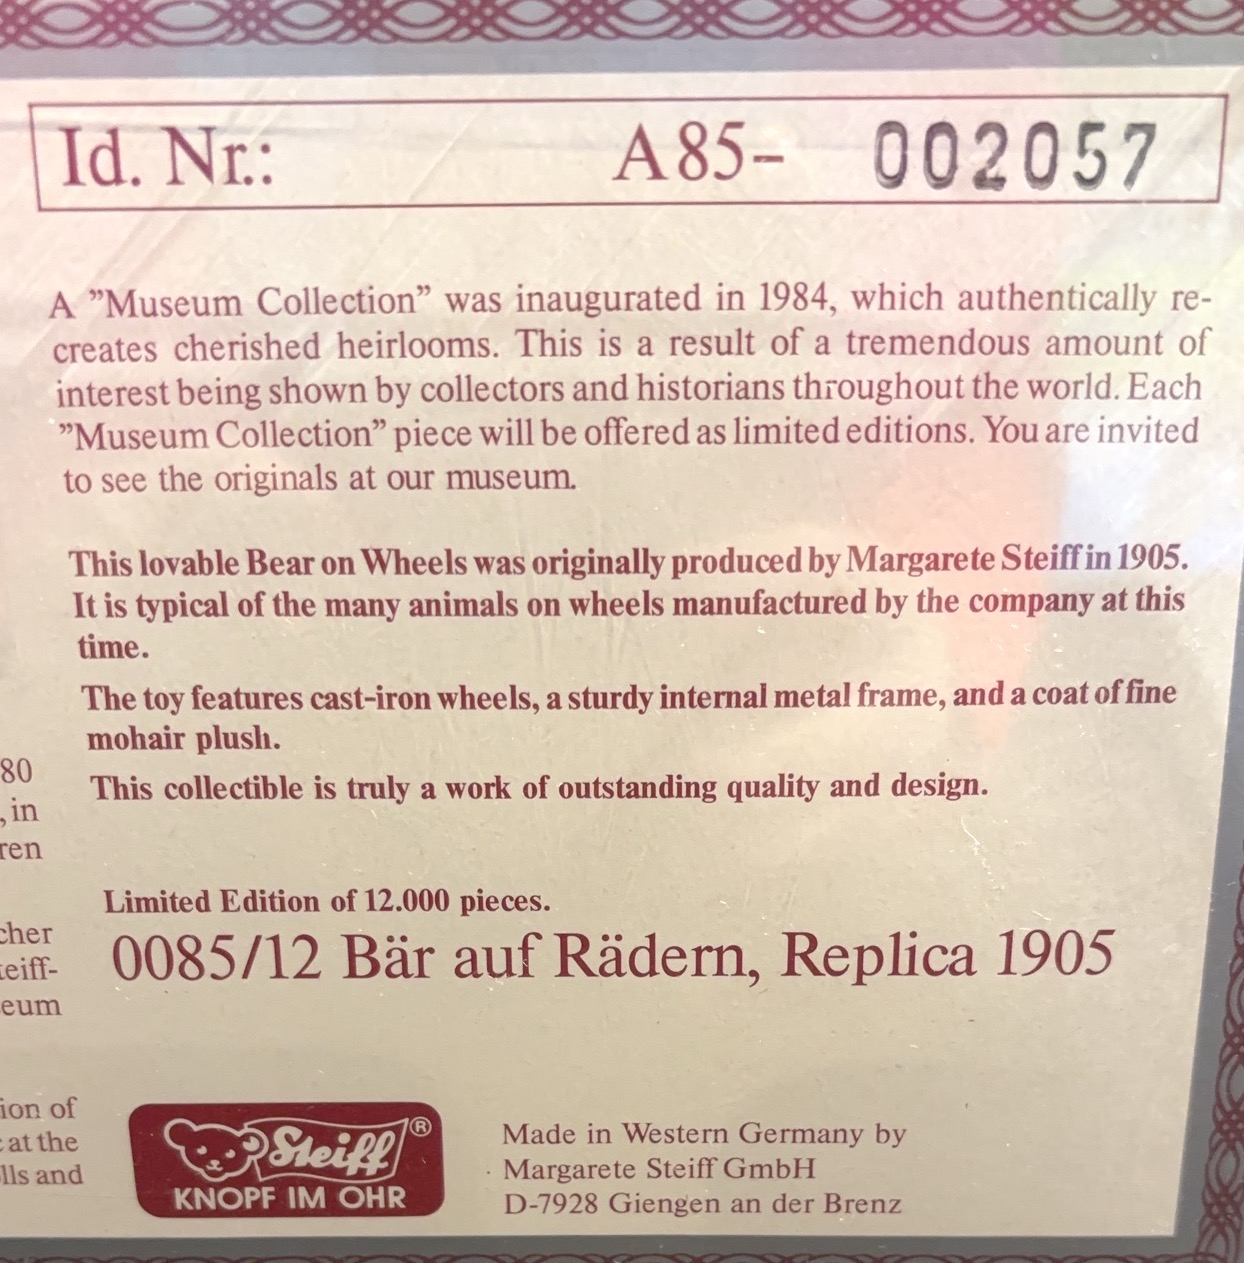 Id. Nr.: A 85- 002057
A ”Museum Collection” was inaugurated in 1984, which authentically re-
creates cherished heirlooms. This is a result of a tremendous amount of
interest being shown by collectors and historians throughout the world. Each
”Museum Collection” piece will be offered as limited editions. You are invited
to see the originals at our museum.
This lovable Bear on Wheels was originally produced by Margarete Steiff in 1905.
It is typical of the many animals on wheels manufactured by the company at this
time.
The toy features cast-iron wheels, a sturdy internal metal frame, and a coat of fine
mohair plush.
This collectible is truly a work of outstanding quality and design.
80
, in
ren
cher
teiff-
eum
ion of
at the
lls and
Limited Edition of 12.000 pieces.
0085/12 Bär auf Rädern, Replica 1905
Steiff®
KNOPF IM OHR
Made in Western Germany by
Margarete Steiff GmbH
D-7928 Giengen an der Brenz